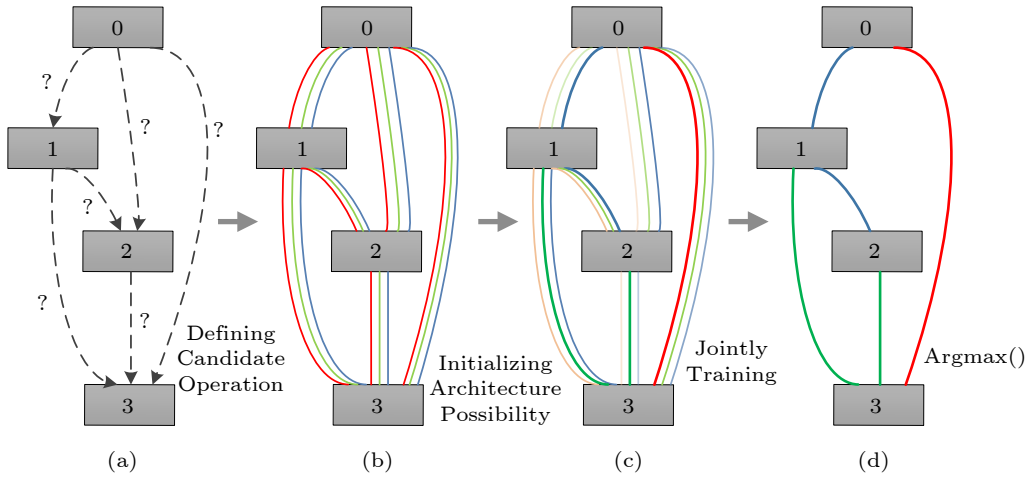 0
0
0
0
?
?
?
1
1
1
1
?
2
2
2
2
?
?
Defining
Candidate
Operation
Initializing
Architecture
Possibility
Jointly
Training
Argmax()
3
3
3
3
(a)
(b)
(c)
(d)